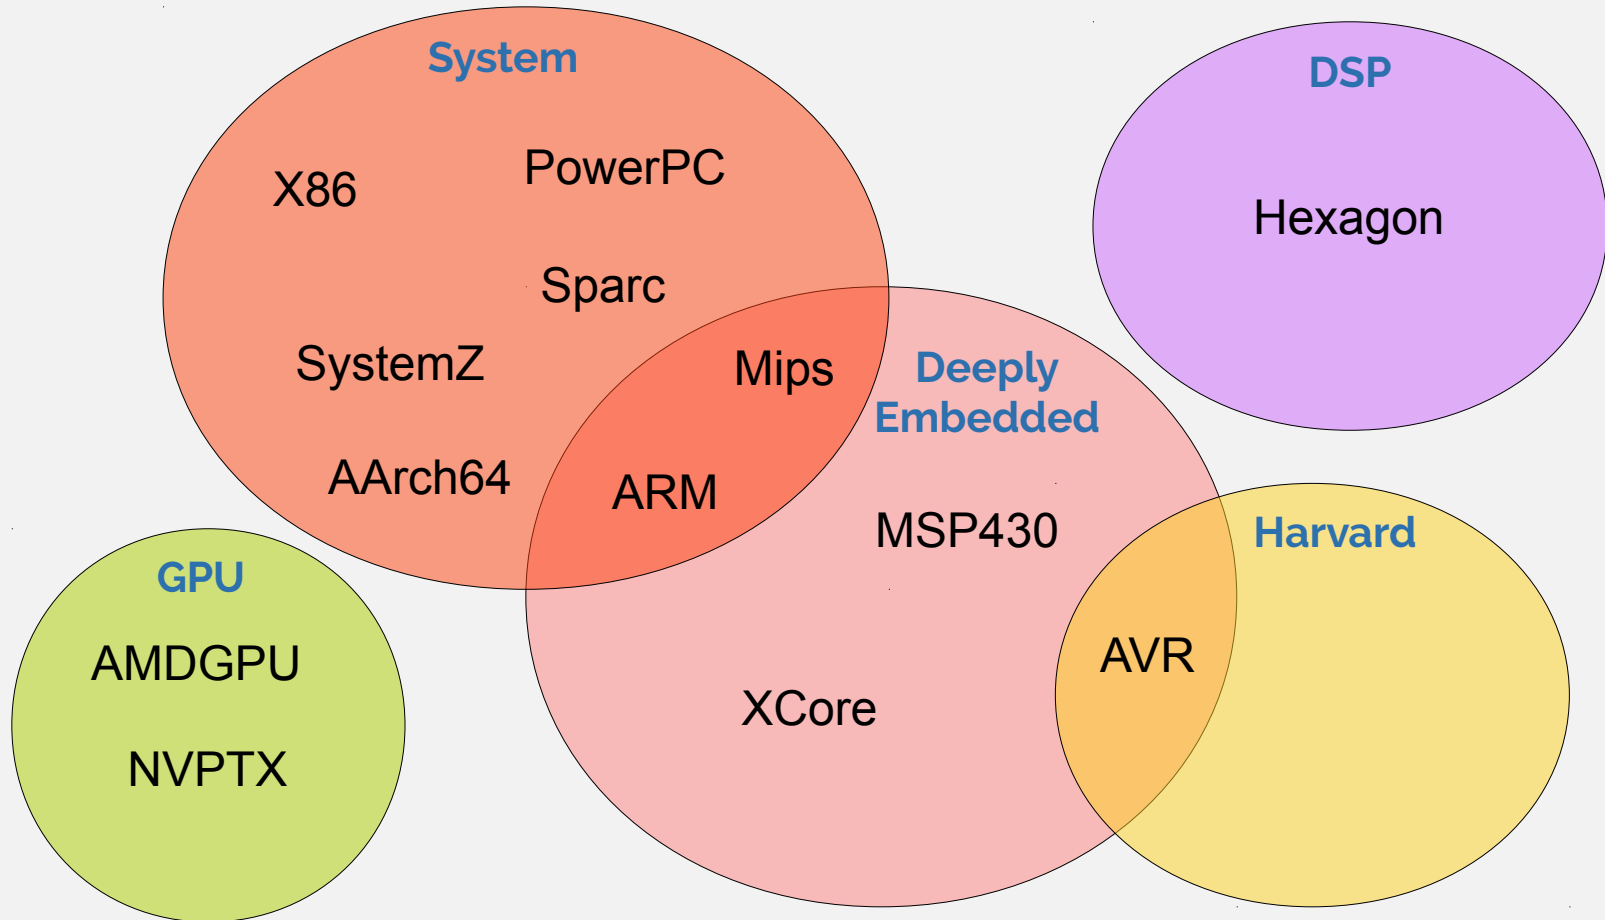 System
X86
PowerPC
Sparc
SystemZ
Mips
AArch64
ARM
Deeply
Embedded
MSP430
XCore
AVR
Harvard
DSP
Hexagon
GPU
AMDGPU
NVPTX